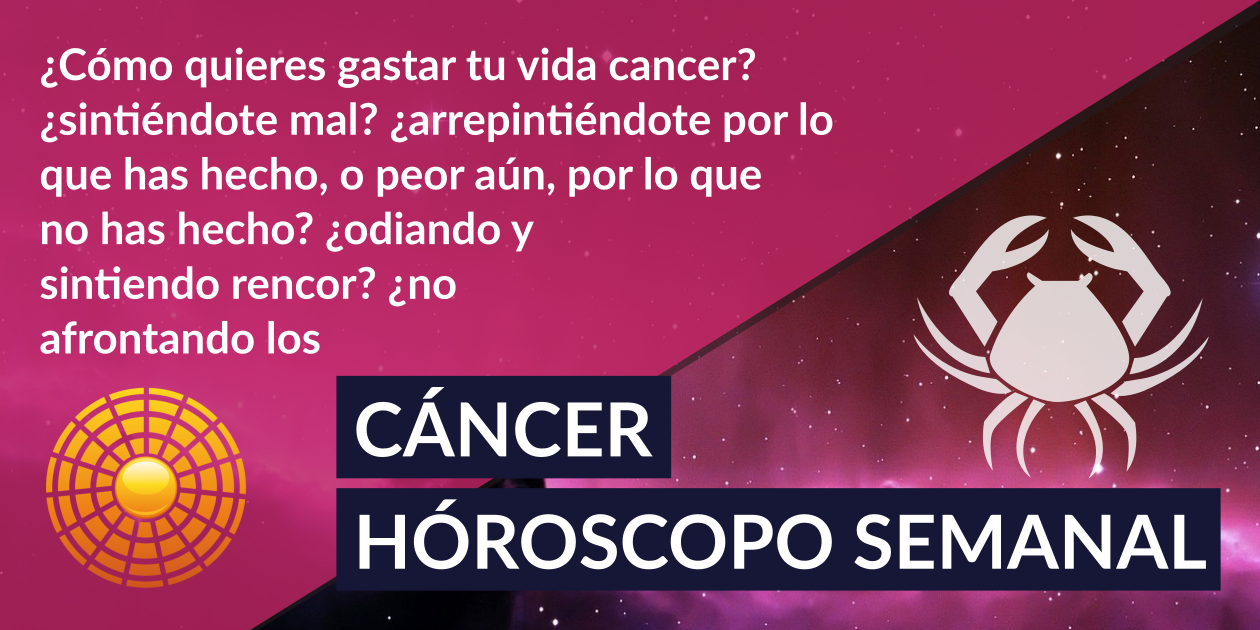 ¿Cómo quieres gastar tu vida cancer?
¿sintiéndote mal? ¿arrepintiéndote por lo
que has hecho, o peor aún, por lo que
no has hecho? ¿odiando y
sintiendo rencor? ¿no
afrontando los
CÁNCER
HÓROSCOPO SEMANAL